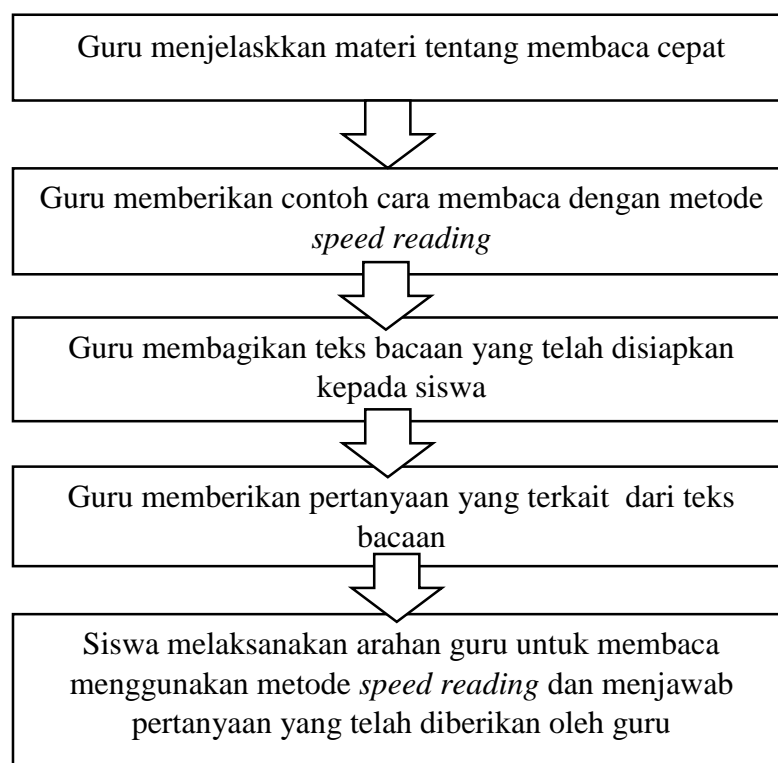 Guru menjelaskkan materi tentang membaca cepat
Guru memberikan contoh cara membaca dengan metode
speed reading
Guru membagikan teks bacaan yang telah disiapkan
kepada siswa
Guru memberikan pertanyaan yang terkait  dari teks
bacaan
Siswa melaksanakan arahan guru untuk membaca
menggunakan metode speed reading dan menjawab
pertanyaan yang telah diberikan oleh guru